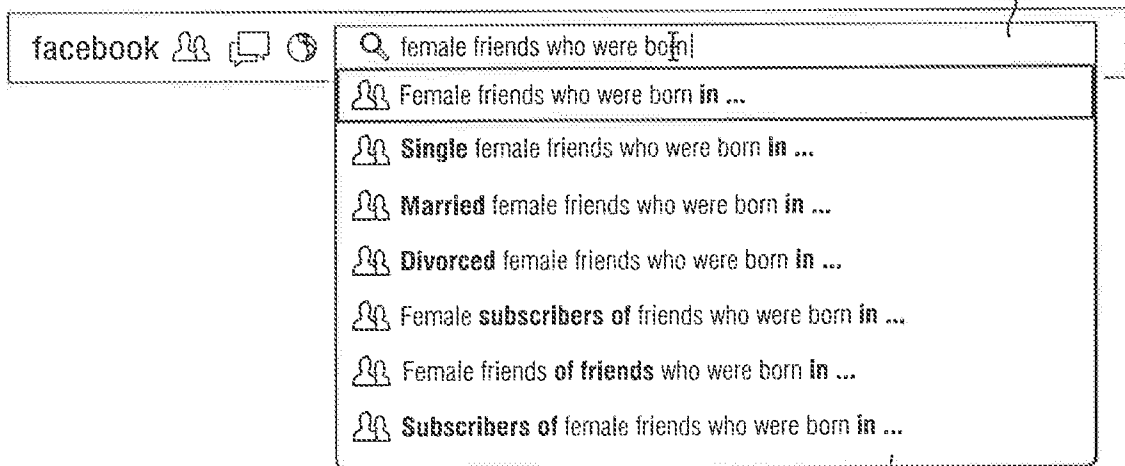 facebook female friends who were born
Female friends who were born in ...
Single female friends who were born in ...
Married female friends who were born in ...
Divorced female friends who were born in ...
Female subscribers of friends who were born in ...
Female friends of friends who were born in ...
Subscribers of female friends who were born in ...